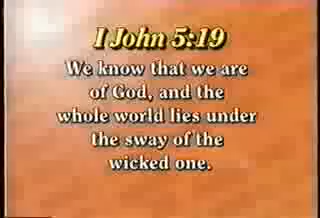 I John 5:19
We know that we are
of God, and the
whole world lies under
the sway of the
wicked one.